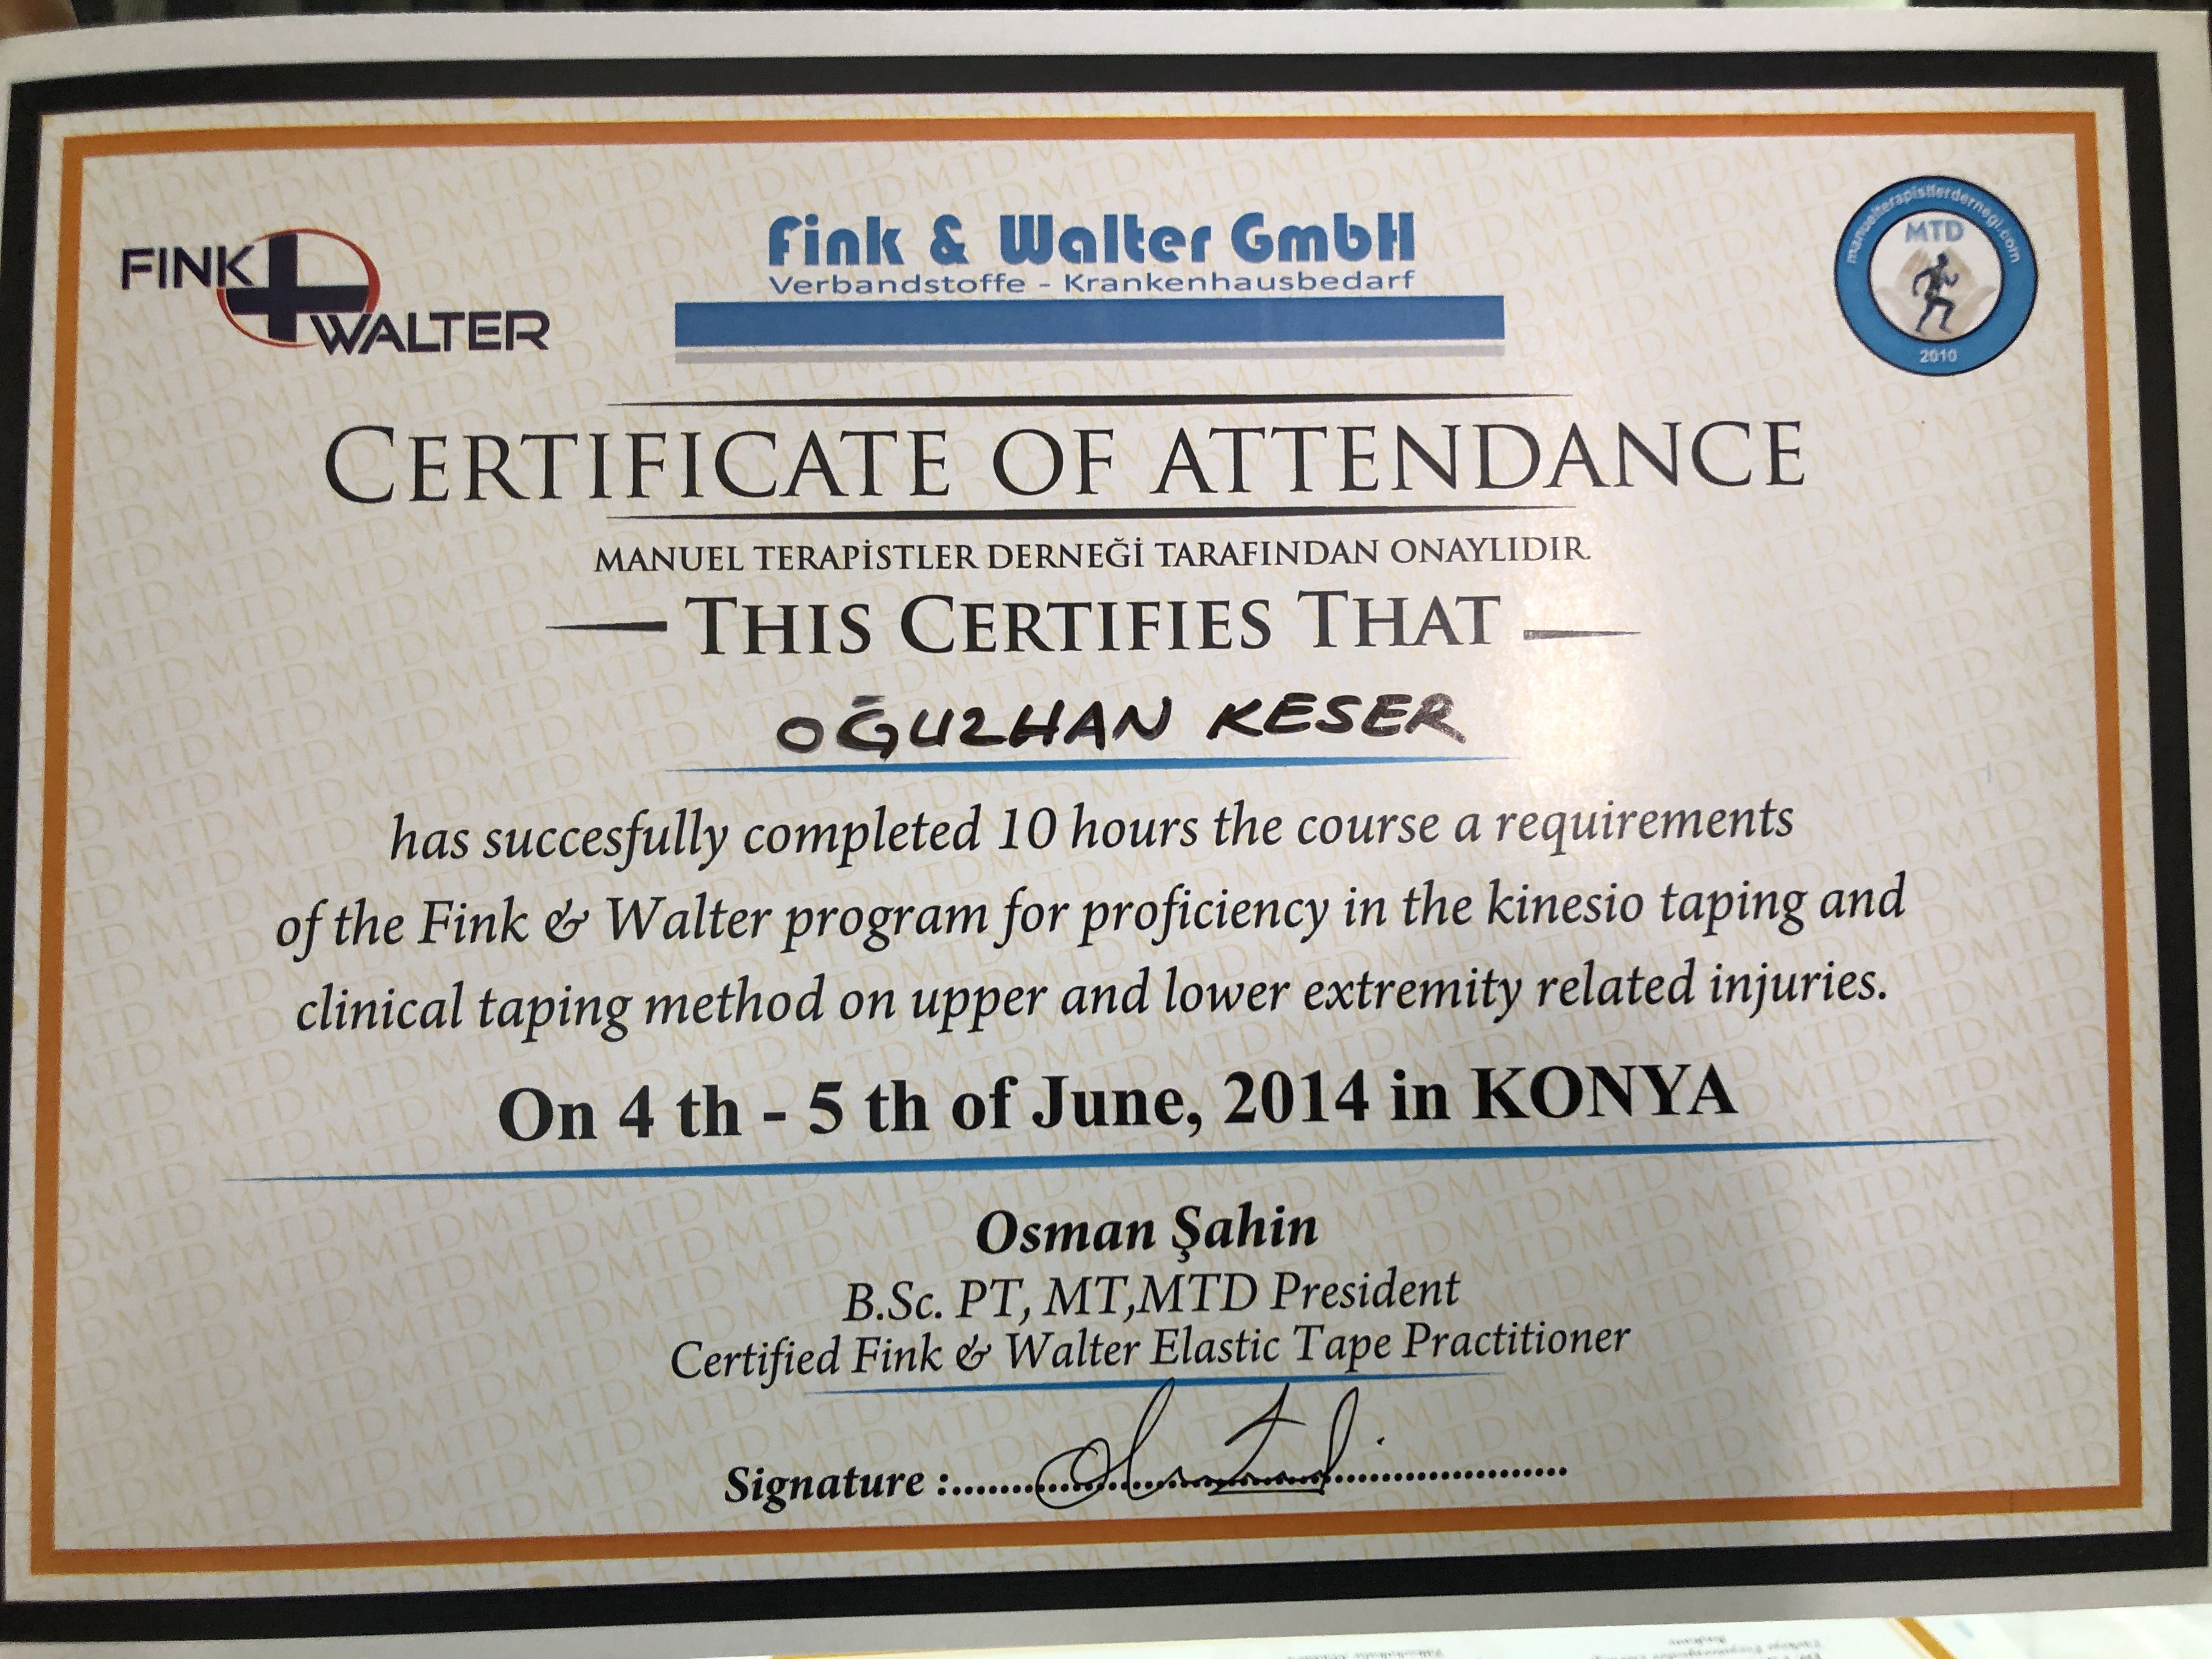 FINK
WALTER
Fink & Walter GmbH
Verbandstoffe - Krankenhausbedarf
manuelterapistlerdernegi.com
MTD
2010
CERTIFICATE OF ATTENDANCE
MANUEL TERAPİSTLER DERNEĞİ TARAFINDAN ONAYLIDIR.
THIS CERTIFIES THAT
OĞUZHAN KESER
has succesfully completed 10 hours the course a requirements
of the Fink & Walter program for proficiency in the kinesio taping and
clinical taping method on upper and lower extremity related injuries.
On 4 th - 5 th of June, 2014 in KONYA
Osman Şahin
B.Sc. PT, MT,MTD President
Certified Fink & Walter Elastic Tape Practitioner
Signature :